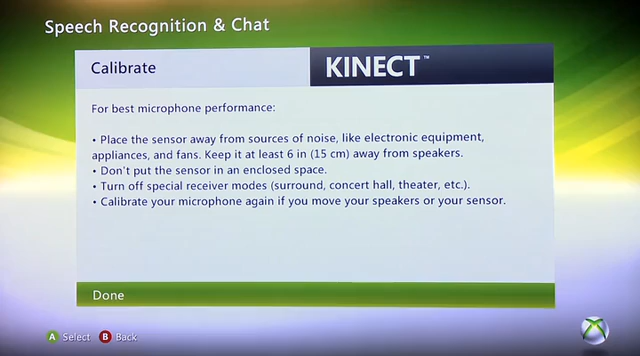 Speech Recognition & Chat
Calibrate
KINECT™
For best microphone performance:
• Place the sensor away from sources of noise, like electronic equipment,
appliances, and fans. Keep it at least 6 in (15 cm) away from speakers.
• Don't put the sensor in an enclosed space.
• Turn off special receiver modes (surround, concert hall, theater, etc.).
• Calibrate your microphone again if you move your speakers or your sensor.
Done
A Select B Back